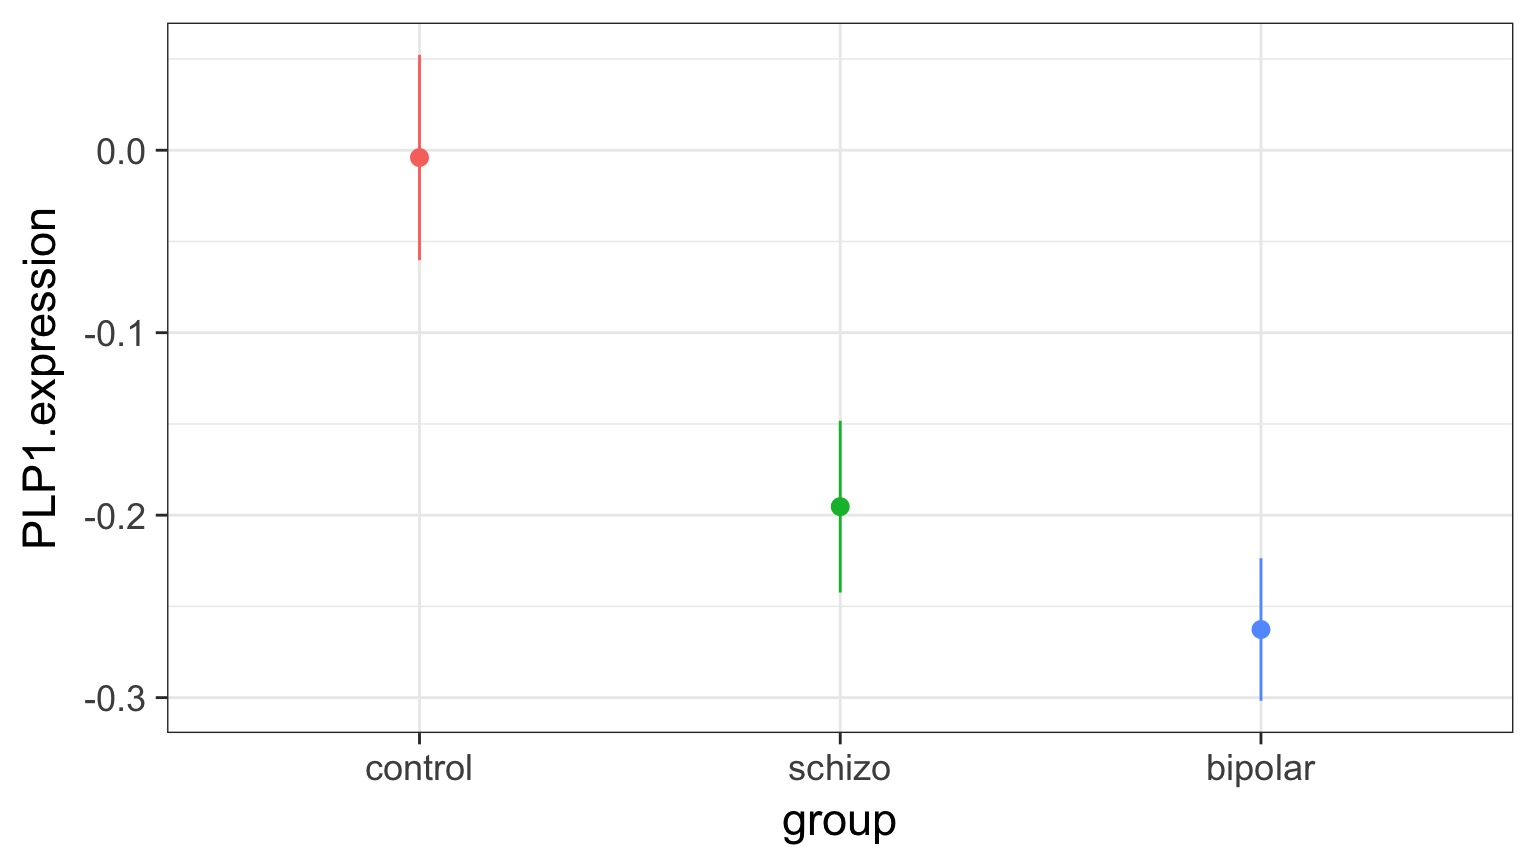 PLP1.expression
0.0
-0.1
-0.2
-0.3
control schizo bipolar
group